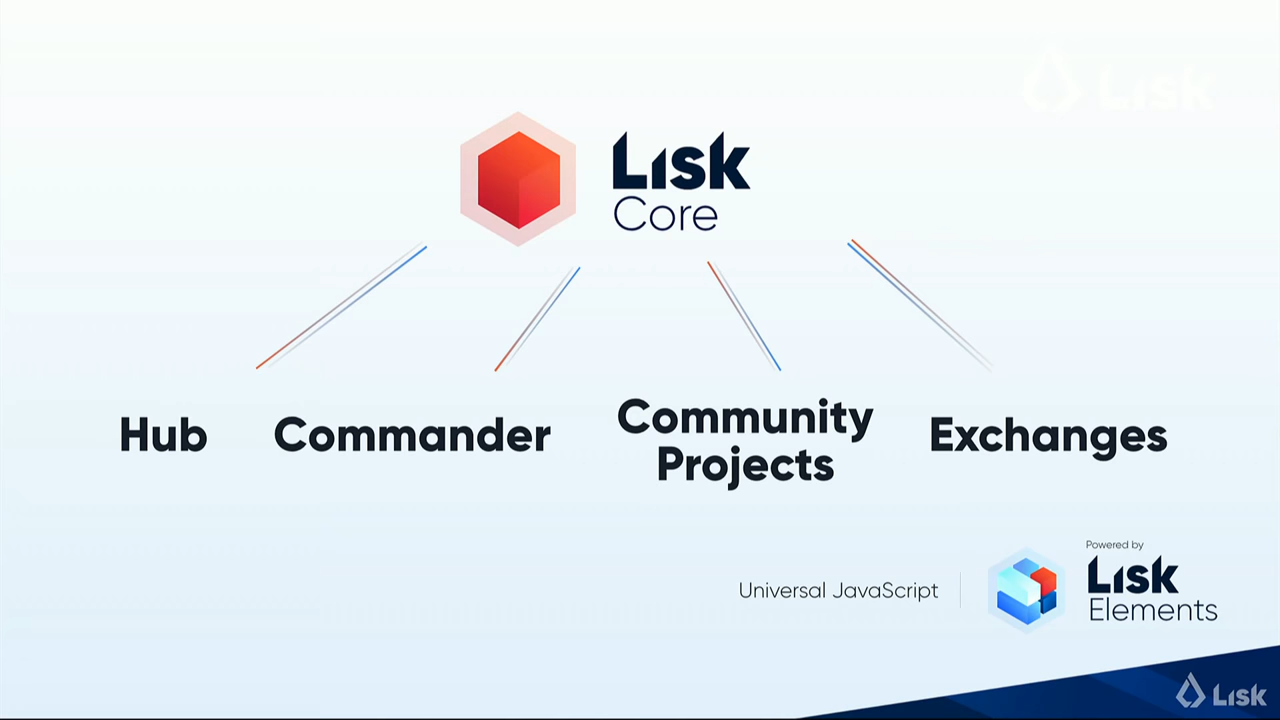 Lisk
Lisk
Core
Hub
Commander
Community
Projects
Exchanges
Powered by
Universal JavaScript
Lisk
Elements
Lisk